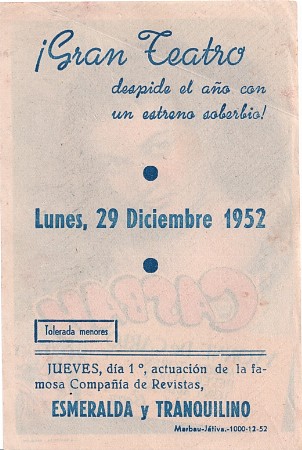 ¡Gran Teatro
despide el año con
un estreno soberbio!
Lunes, 29 Diciembre 1952
Tolerada menores
JUEVES, día 1º, actuación de la fa-
mosa Compañía de Revistas,
ESMERALDA y TRANQUILINO
Marbau-Játiva.-1000-12-52